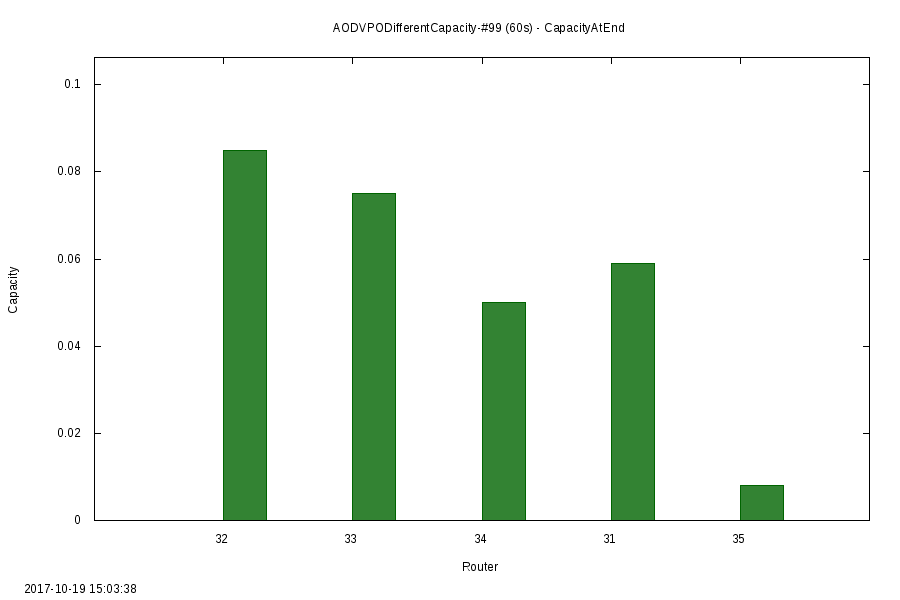 AODVPODifferentCapacity-#99 (60s) - CapacityAtEnd
0.1
0.08
0.06
0.04
0.02
0
Capacity
32 33 34 31 35
Router
2017-10-19 15:03:38